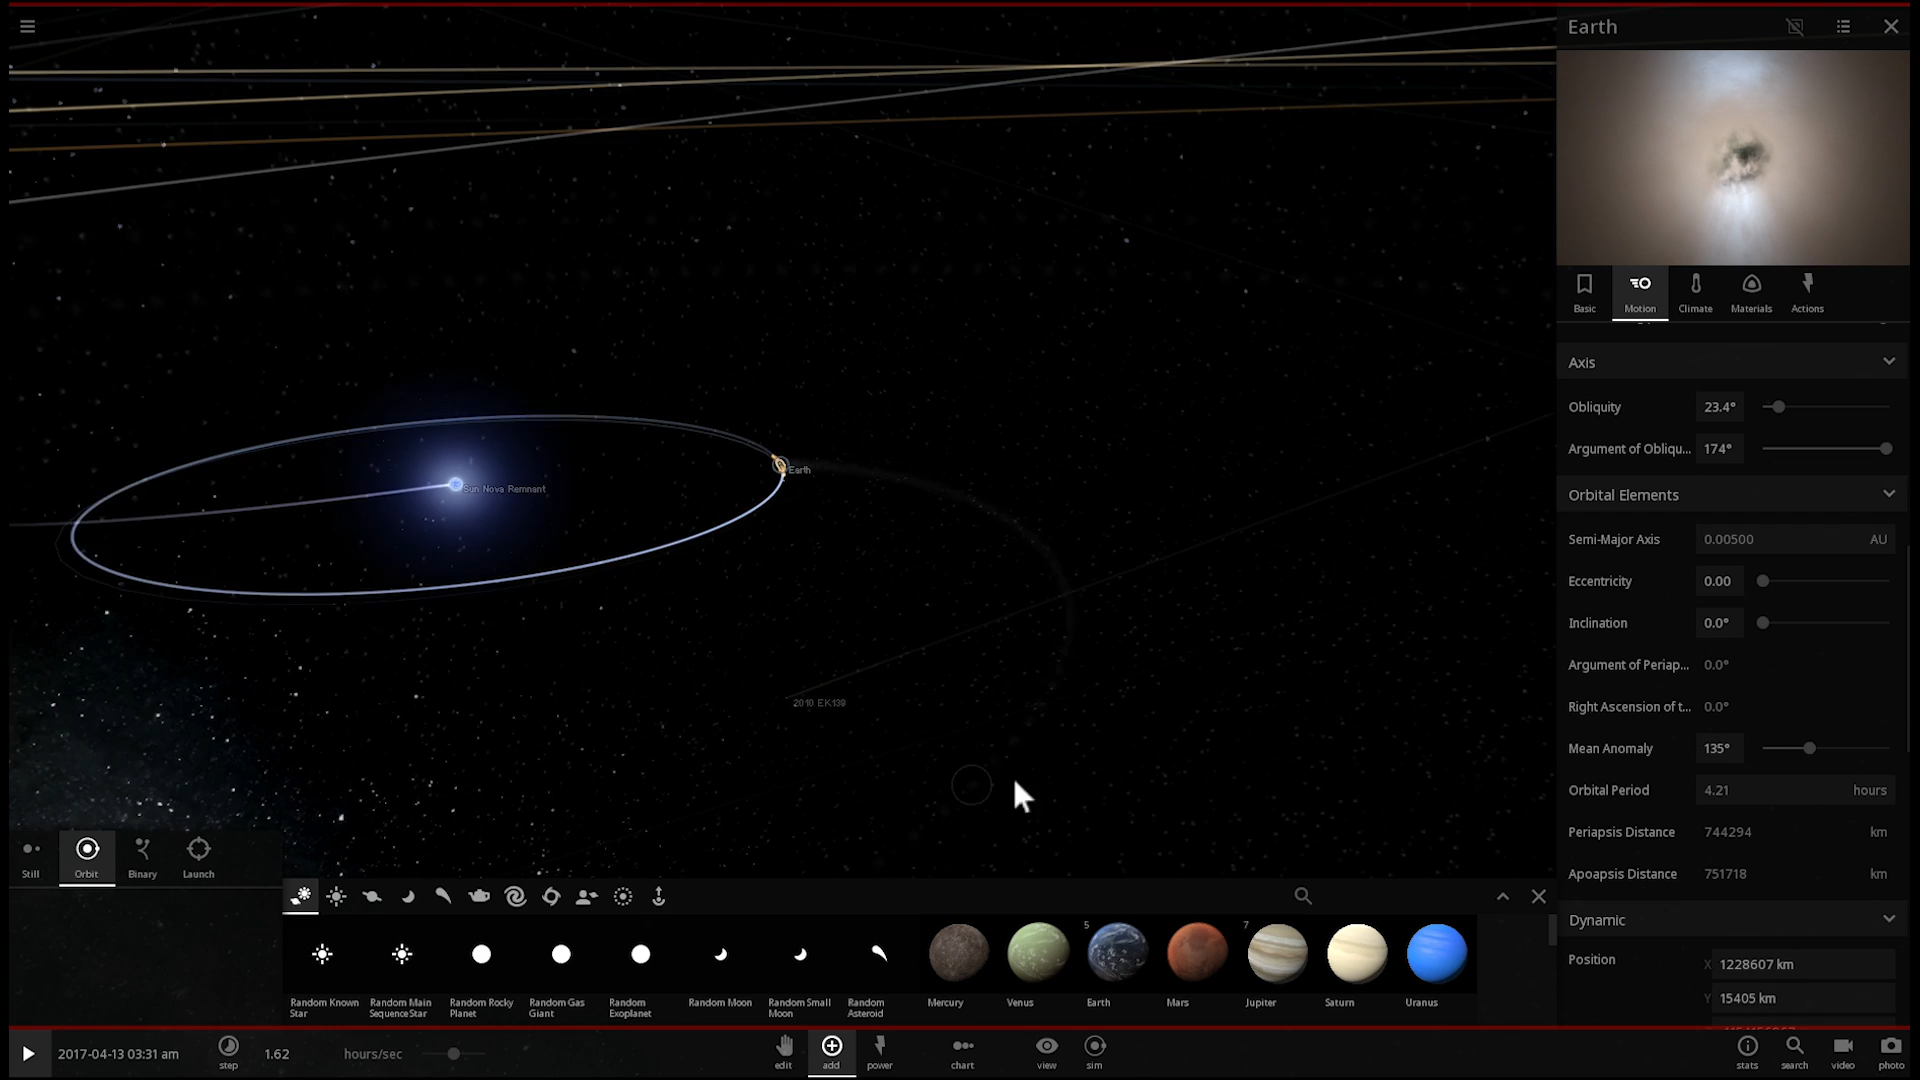 Earth
Basic
Motion
Climate
Materials
Actions
Axis
Obliquity 23.4°
Argument of Obliqu... 174°
Orbital Elements
Semi-Major Axis 0.00500 AU
Eccentricity 0.00
Inclination 0.0°
Argument of Periap... 0.0°
Right Ascension of t... 0.0°
Mean Anomaly 135°
Orbital Period 4.21 hours
Periapsis Distance 744294 km
Apoapsis Distance 751718 km
Dynamic
Position X 1228607 km
Y 15405 km
Sun Nova Remnant
Earth
2010 EK139
Still
Orbit
Binary
Launch
5
7
Random Known Star
Random Main Sequence Star
Random Rocky Planet
Random Gas Giant
Random Exoplanet
Random Moon
Random Small Moon
Random Asteroid
Mercury
Venus
Earth
Mars
Jupiter
Saturn
Uranus
2017-04-13 03:31 am
step
1.62 hours/sec
edit
add
power
chart
view
sim
stats
search
video
photo